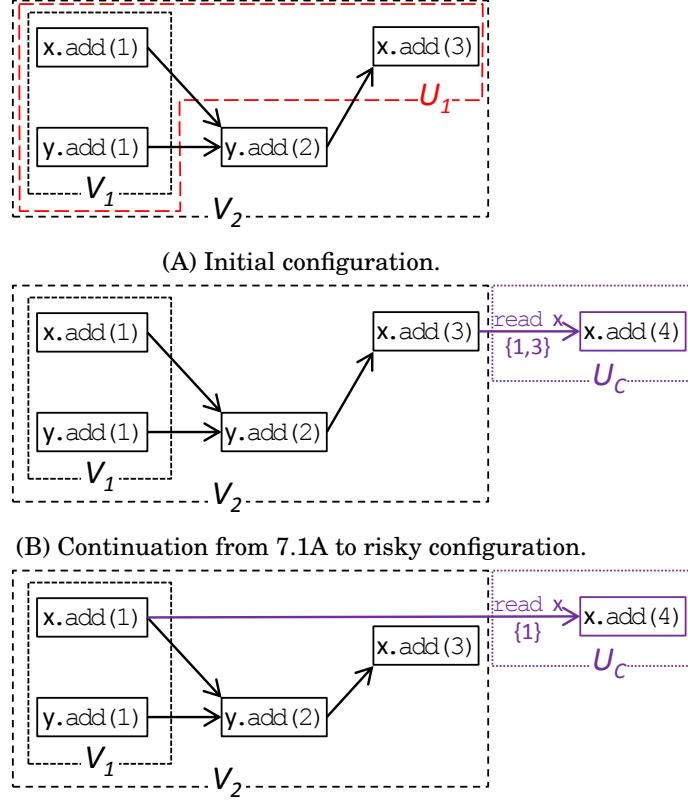 x.add(1) x.add(3)
U1
y.add(1) y.add(2)
V1
V2
(A) Initial configuration.
x.add(1) x.add(3) read x x.add(4)
{1,3}
UC
y.add(1) y.add(2)
V1
V2
(B) Continuation from 7.1A to risky configuration.
x.add(1) read x x.add(4)
{1}
x.add(3)
UC
y.add(1) y.add(2)
V1
V2